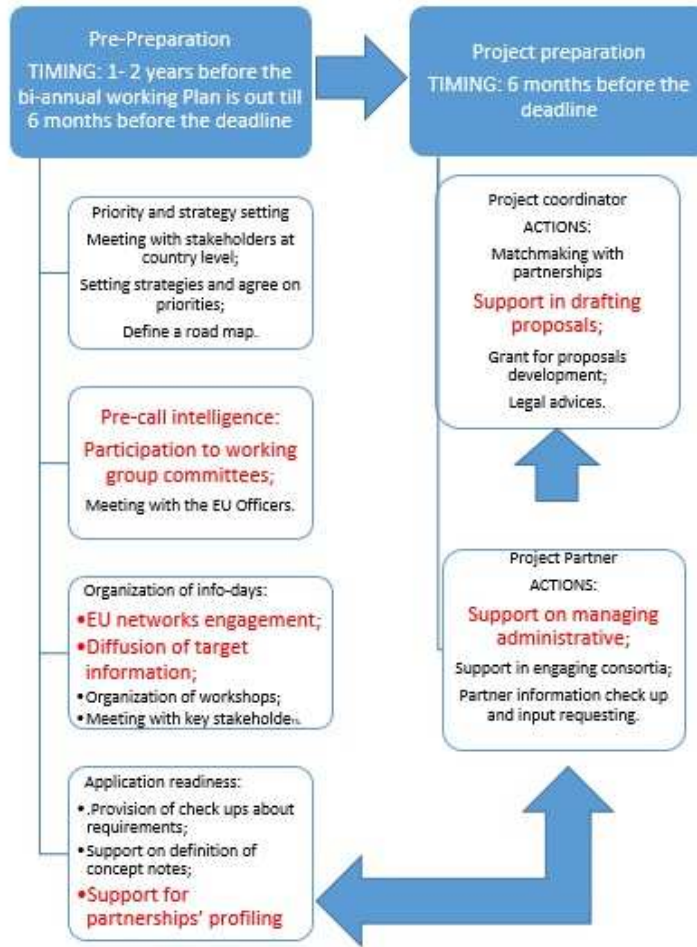 Pre-Preparation
TIMING: 1- 2 years before the
bi-annual working Plan is out till
6 months before the deadline
Project preparation
TIMING: 6 months before the
deadline
Priority and strategy setting
Meeting with stakeholders at
country level;
Setting strategies and agree on
priorities;
Define a road map.
Pre-call intelligence:
Participation to working
group committees;
Meeting with the EU Officers.
Organization of info-days:
•EU networks engagement;
•Diffusion of target
information;
•Organization of workshops;
•Meeting with key stakeholders.
Application readiness:
•.Provision of check ups about
requirements;
•Support on definition of
concept notes;
•Support for
partnerships' profiling
Project coordinator
ACTIONS:
Matchmaking with
partnerships
Support in drafting
proposals;
Grant for proposals
development;
Legal advices.
Project Partner
ACTIONS:
Support on managing
administrative;
Support in engaging consortia;
Partner information check up
and input requesting.